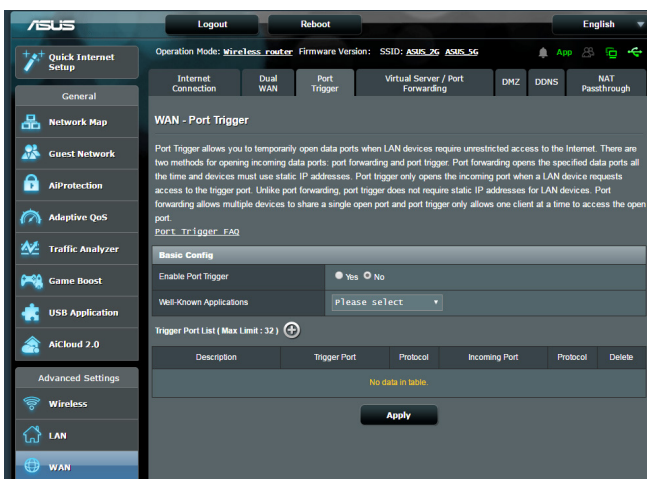 ASUS
Logout
Reboot
English
Quick Internet
Setup
Operation Mode: Wireless router Firmware Version: SSID: ASUS_2G ASUS_5G
App
Internet
Connection
Dual
WAN
Port
Trigger
Virtual Server / Port
Forwarding
DMZ
DDNS
NAT
Passthrough
General
Network Map
Guest Network
AiProtection
Adaptive QoS
Traffic Analyzer
Game Boost
USB Application
AiCloud 2.0
Advanced Settings
Wireless
LAN
WAN
WAN - Port Trigger
Port Trigger allows you to temporarily open data ports when LAN devices require unrestricted access to the Internet. There are
two methods for opening incoming data ports: port forwarding and port trigger. Port forwarding opens the specified data ports all
the time and devices must use static IP addresses. Port trigger only opens the incoming port when a LAN device requests
access to the trigger port. Unlike port forwarding, port trigger does not require static IP addresses for LAN devices. Port
forwarding allows multiple devices to share a single open port and port trigger only allows one client at a time to access the open
port.
Port Trigger FAQ
Basic Config
Enable Port Trigger
Yes No
Well-Known Applications
Please select
Trigger Port List ( Max Limit : 32 )
Description Trigger Port Protocol Incoming Port Protocol Delete
No data in table.
Apply